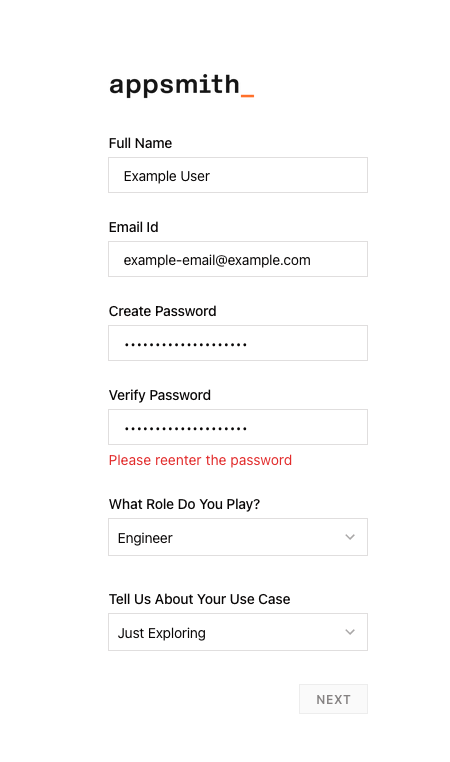 appsmith_
Full Name
Example User
Email Id
example-email@example.com
Create Password
••••••••••••••••••••
Verify Password
••••••••••••••••••••
Please reenter the password
What Role Do You Play?
Engineer
Tell Us About Your Use Case
Just Exploring
NEXT